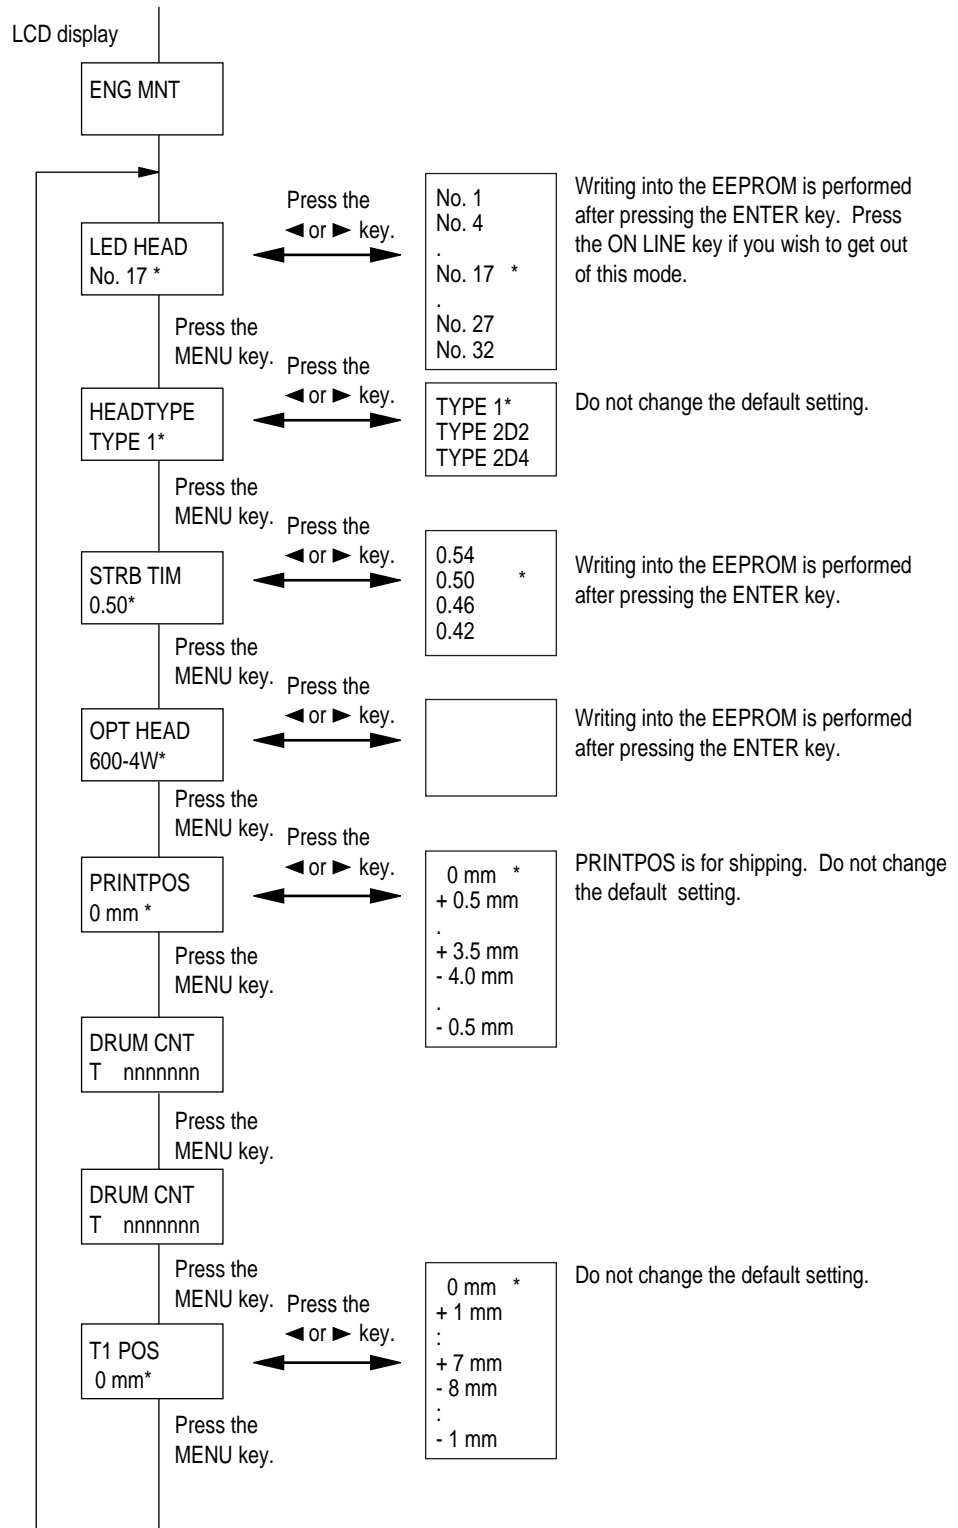 LCD display
ENG MNT
LED HEAD
No. 17 *
Press the
◄ or ► key.
No. 1
No. 4
.
No. 17 *
.
No. 27
No. 32
Writing into the EEPROM is performed
after pressing the ENTER key. Press
the ON LINE key if you wish to get out
of this mode.
Press the
MENU key.
HEADTYPE
TYPE 1*
Press the
◄ or ► key.
TYPE 1*
TYPE 2D2
TYPE 2D4
Do not change the default setting.
Press the
MENU key.
STRB TIM
0.50*
Press the
◄ or ► key.
0.54
0.50 *
0.46
0.42
Writing into the EEPROM is performed
after pressing the ENTER key.
Press the
MENU key.
OPT HEAD
600-4W*
Press the
◄ or ► key.
Writing into the EEPROM is performed
after pressing the ENTER key.
Press the
MENU key.
PRINTPOS
0 mm *
Press the
◄ or ► key.
0 mm *
+ 0.5 mm
.
+ 3.5 mm
- 4.0 mm
.
- 0.5 mm
PRINTPOS is for shipping. Do not change
the default setting.
Press the
MENU key.
DRUM CNT
T nnnnnnn
Press the
MENU key.
DRUM CNT
T nnnnnnn
Press the
MENU key.
T1 POS
0 mm*
Press the
◄ or ► key.
0 mm *
+ 1 mm
:
+ 7 mm
- 8 mm
:
- 1 mm
Do not change the default setting.
Press the
MENU key.